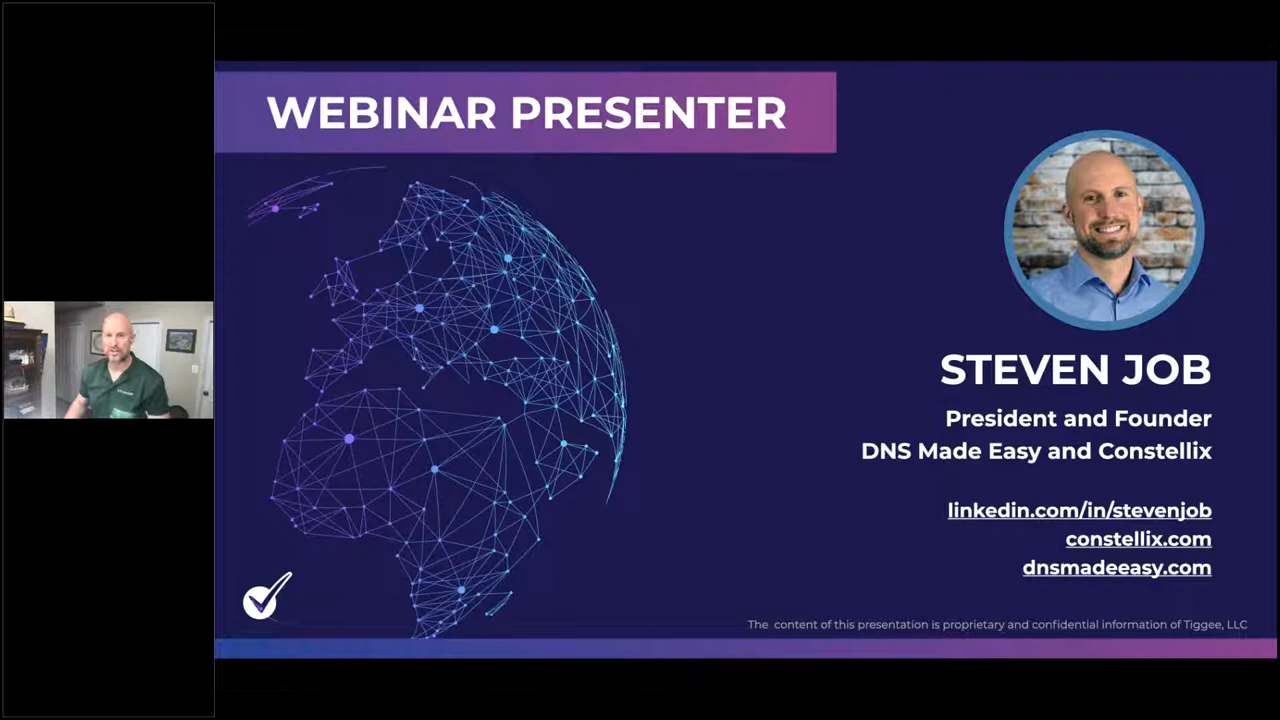 WEBINAR PRESENTER
STEVEN JOB
President and Founder
DNS Made Easy and Constellix
linkedin.com/in/stevenjob
constellix.com
dnsmadeeasy.com
The content of this presentation is proprietary and confidential information of Tiggee, LLC